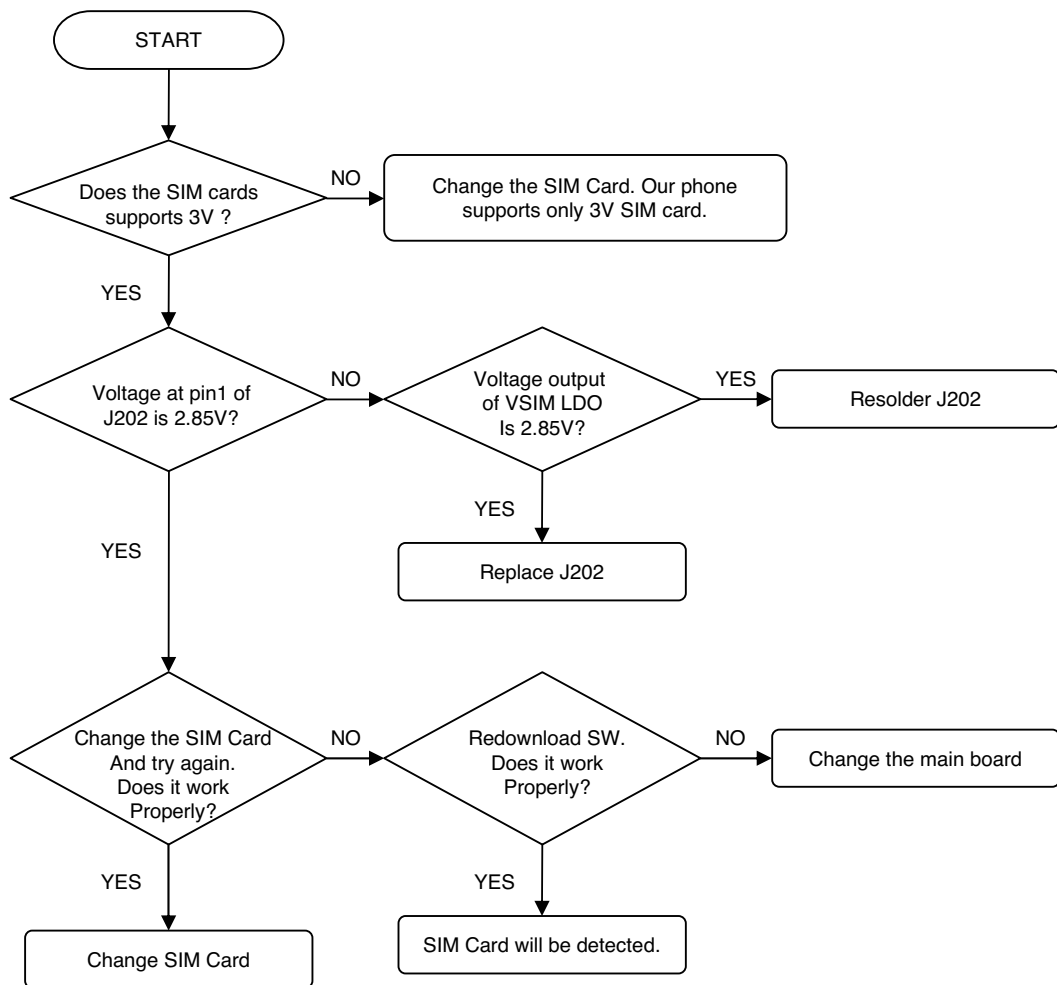 START
Does the SIM cards
supports 3V ?
NO
Change the SIM Card. Our phone
supports only 3V SIM card.
YES
Voltage at pin1 of
J202 is 2.85V?
NO
Voltage output
of VSIM LDO
Is 2.85V?
YES
Resolder J202
YES
Replace J202
YES
Change the SIM Card
And try again.
Does it work
Properly?
NO
Redownload SW.
Does it work
Properly?
NO
Change the main board
YES
Change SIM Card
YES
SIM Card will be detected.